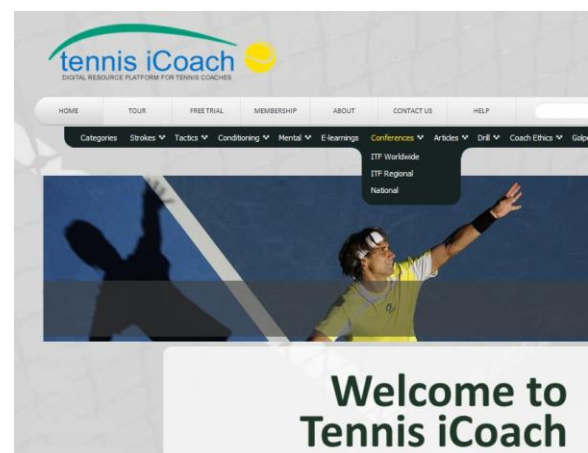 tennis iCoach
DIGITAL RESOURCE PLATFORM FOR TENNIS COACHES
HOME TOUR FREE TRIAL MEMBERSHIP ABOUT CONTACT US HELP
Categories Strokes Tactics Conditioning Mental E-learnings Conferences Articles Drill Coach Ethics Golpe
ITF Worldwide
ITF Regional
National
Welcome to
Tennis iCoach